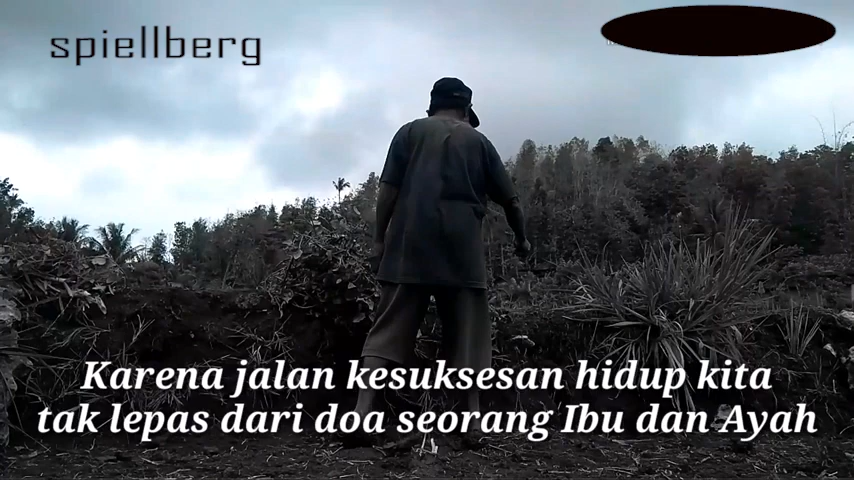 spiellberg
Karena jalan kesuksesan hidup kita
tak lepas dari doa seorang Ibu dan Ayah